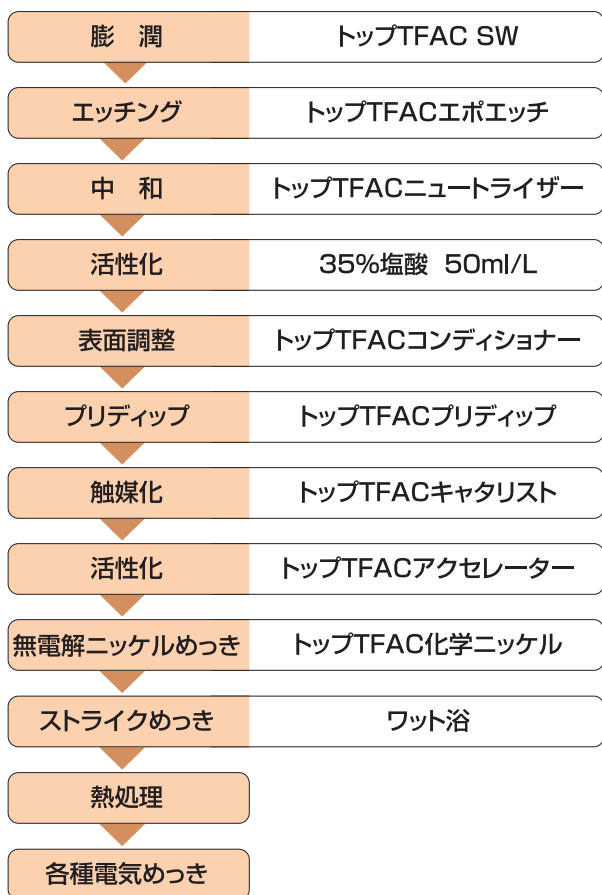 膨 潤 トップTFAC SW
エッチング トップTFACエポエッチ
中 和 トップTFACニュートライザー
活性化 35%塩酸 50ml/L
表面調整 トップTFACコンディショナー
プリディップ トップTFACプリディップ
触媒化 トップTFACキャタリスト
活性化 トップTFACアクセレーター
無電解ニッケルめっき トップTFAC化学ニッケル
ストライクめっき ワット浴
熱処理
各種電気めっき